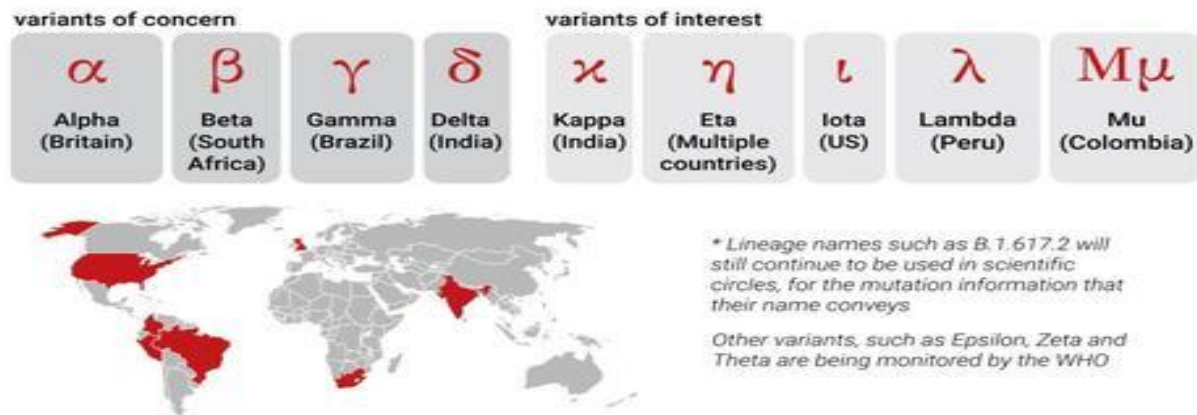 variants of concern
α
Alpha
(Britain)
β
Beta
(South
Africa)
γ
Gamma
(Brazil)
δ
Delta
(India)
variants of interest
ϰ
Kappa
(India)
η
Eta
(Multiple
countries)
ι
Iota
(US)
λ
Lambda
(Peru)
Μμ
Mu
(Colombia)
* Lineage names such as B.1.617.2 will
still continue to be used in scientific
circles, for the mutation information that
their name conveys
Other variants, such as Epsilon, Zeta and
Theta are being monitored by the WHO